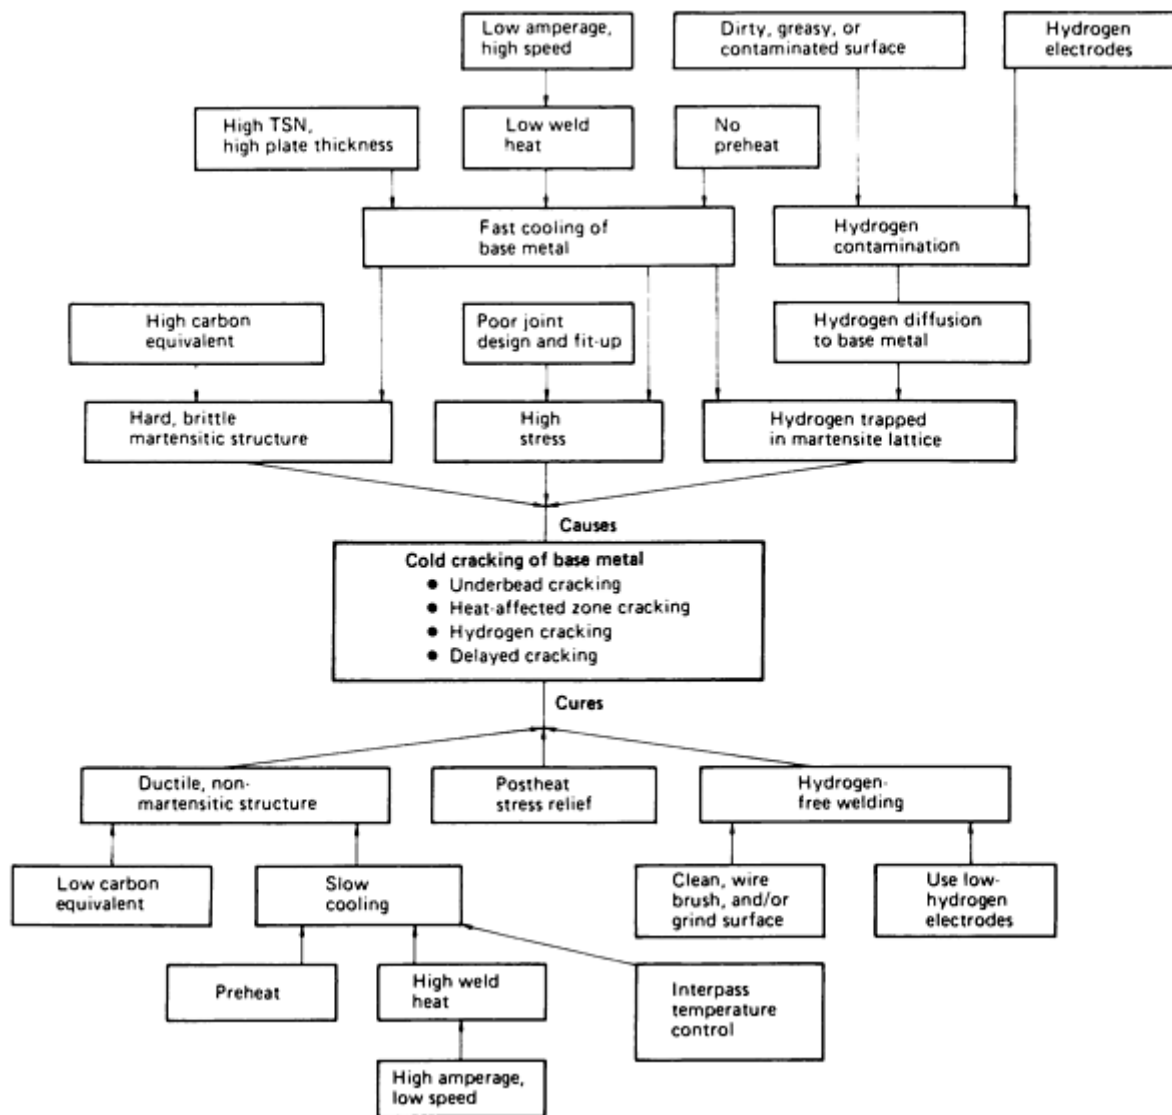 Low amperage,
high speed
Dirty, greasy, or
contaminated surface
Hydrogen
electrodes
High TSN,
high plate thickness
Low weld
heat
No
preheat
Fast cooling of
base metal
Hydrogen
contamination
High carbon
equivalent
Poor joint
design and fit-up
Hydrogen diffusion
to base metal
Hard, brittle
martensitic structure
High
stress
Hydrogen trapped
in martensite lattice
Causes
Cold cracking of base metal
● Underbead cracking
● Heat-affected zone cracking
● Hydrogen cracking
● Delayed cracking
Cures
Ductile, non-
martensitic structure
Postheat
stress relief
Hydrogen-
free welding
Low carbon
equivalent
Slow
cooling
Clean, wire
brush, and/or
grind surface
Use low-
hydrogen
electrodes
Preheat
High weld
heat
Interpass
temperature
control
High amperage,
low speed